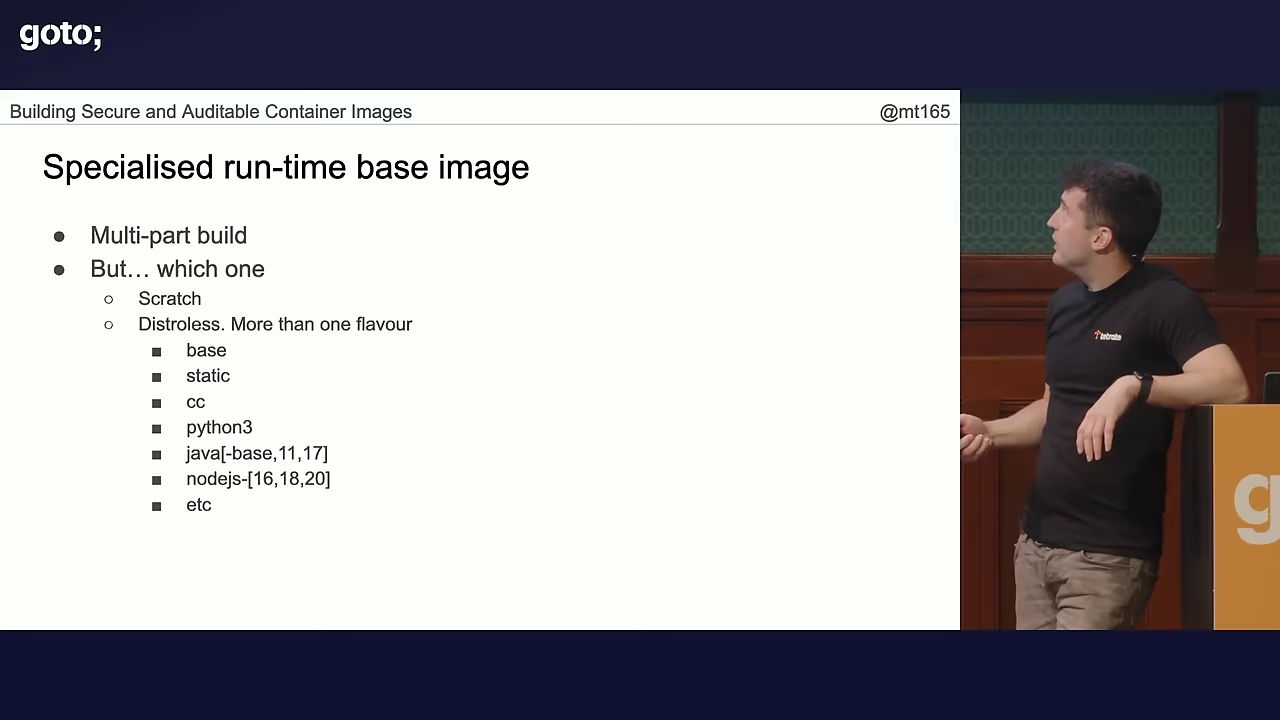 goto;
Building Secure and Auditable Container Images
@mt165
Specialised run-time base image
● Multi-part build
● But… which one
○ Scratch
○ Distroless. More than one flavour
■ base
■ static
■ cc
■ python3
■ java[-base,11,17]
■ nodejs-[16,18,20]
■ etc
tetrate
g